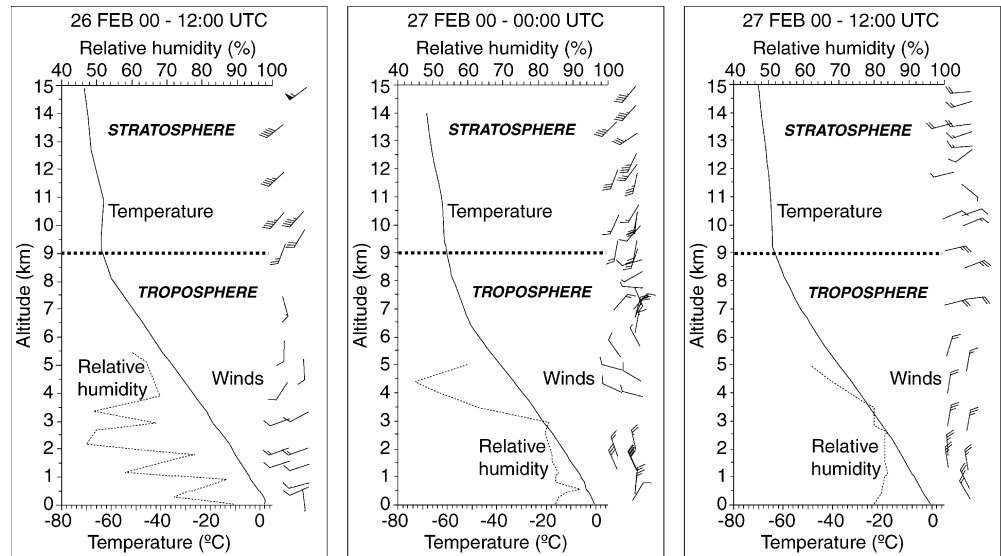 26 FEB 00 - 12:00 UTC
Relative humidity (%)
40 50 60 70 80 90 100
15
14
STRATOSPHERE
13
12
11
Temperature
10
9
8
TROPOSPHERE
7
6
5
Relative
humidity
Winds
4
3
2
1
0
Altitude (km)
-80 -60 -40 -20 0
Temperature (ºC)
27 FEB 00 - 00:00 UTC
Relative humidity (%)
40 50 60 70 80 90 100
15
14
STRATOSPHERE
13
12
11
Temperature
10
9
8
TROPOSPHERE
7
6
5
Winds
4
3
2
Relative
humidity
1
0
Altitude (km)
-80 -60 -40 -20 0
Temperature (ºC)
27 FEB 00 - 12:00 UTC
Relative humidity (%)
40 50 60 70 80 90 100
15
14
STRATOSPHERE
13
12
11
Temperature
10
9
8
TROPOSPHERE
7
6
5
Winds
4
3
2
Relative
humidity
1
0
Altitude (km)
-80 -60 -40 -20 0
Temperature (ºC)